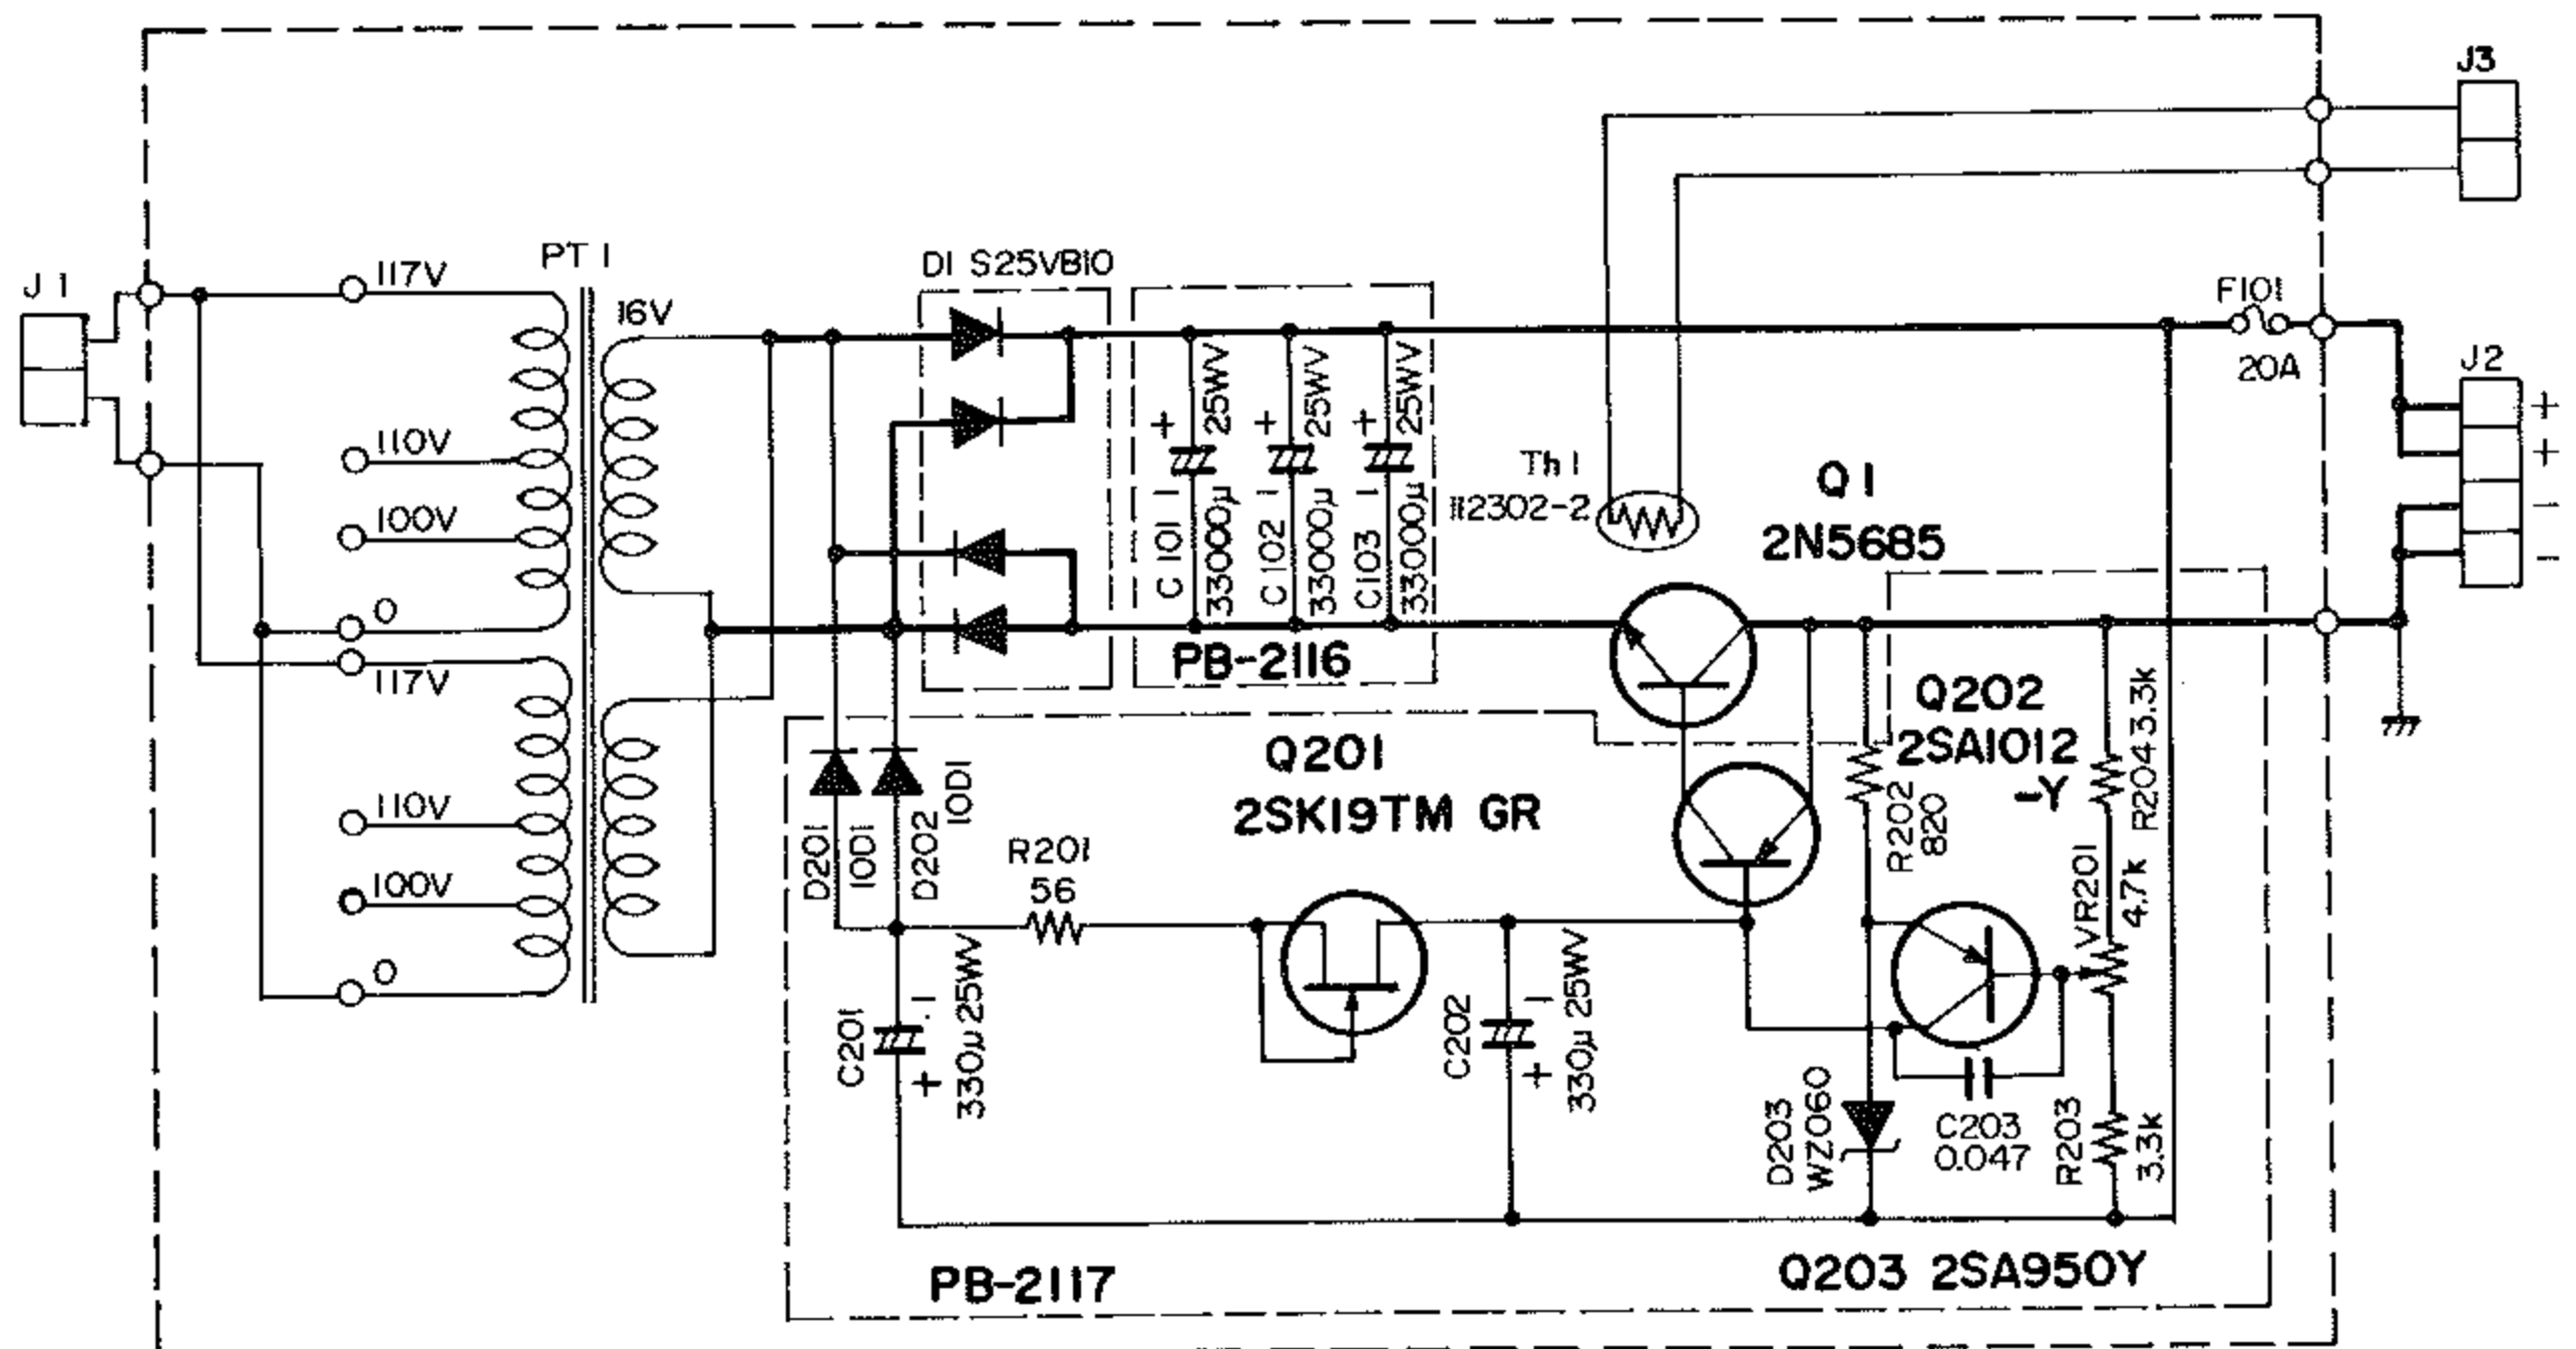 J1
117V
110V
100V
0
117V
110V
100V
0
PT1
16V
D1 S25VB10
C101
+
-
33000μ
25WV
C102
+
-
33000μ
25WV
C103
+
-
33000μ
25WV
PB-2116
Th1
112302-2
Q1
2N5685
J3
F101
20A
J2
+
+
-
-
Q202
2SA1012
-Y
R204 3.3k
R202
820
VR201
4.7k
Q201
2SK19TM GR
D201
10D1
D202
10D1
R201
56
C201
-
+
330μ 25WV
C202
-
+
330μ 25WV
D203
WZ060
C203
0.047
R203
3.3k
PB-2117
Q203 2SA950Y